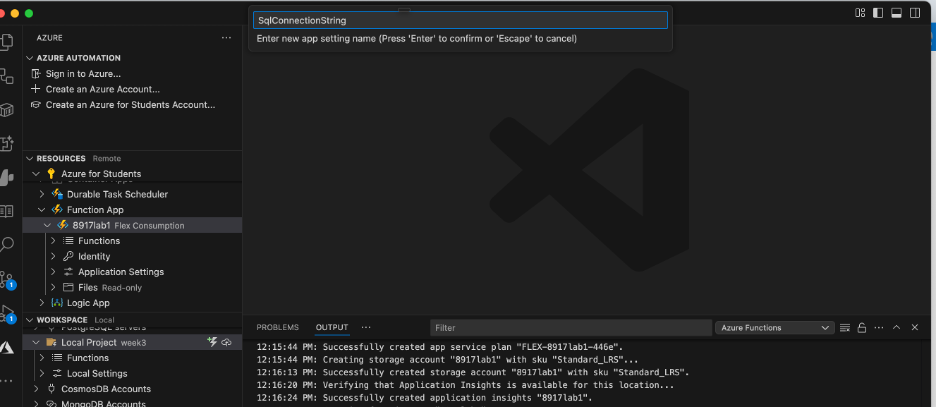 SqlConnectionString
Enter new app setting name (Press 'Enter' to confirm or 'Escape' to cancel)
AZURE
AZURE AUTOMATION
Sign in to Azure...
Create an Azure Account...
Create an Azure for Students Account...
RESOURCES Remote
Azure for Students
Durable Task Scheduler
Function App
8917lab1 Flex Consumption
Functions
Identity
Application Settings
Files Read-only
Logic App
WORKSPACE Local
PostgreSQL servers
Local Project week3
Functions
Local Settings
CosmosDB Accounts
MongoDB Accounts
1
1
PROBLEMS OUTPUT ...
Filter
Azure Functions
12:15:44 PM: Successfully created app service plan "FLEX-8917lab1-446e".
12:15:44 PM: Creating storage account "8917lab1" with sku "Standard_LRS"...
12:16:13 PM: Successfully created storage account "8917lab1" with sku "Standard_LRS".
12:16:20 PM: Verifying that Application Insights is available for this location...
12:16:24 PM: Successfully created application insights "8917lab1".